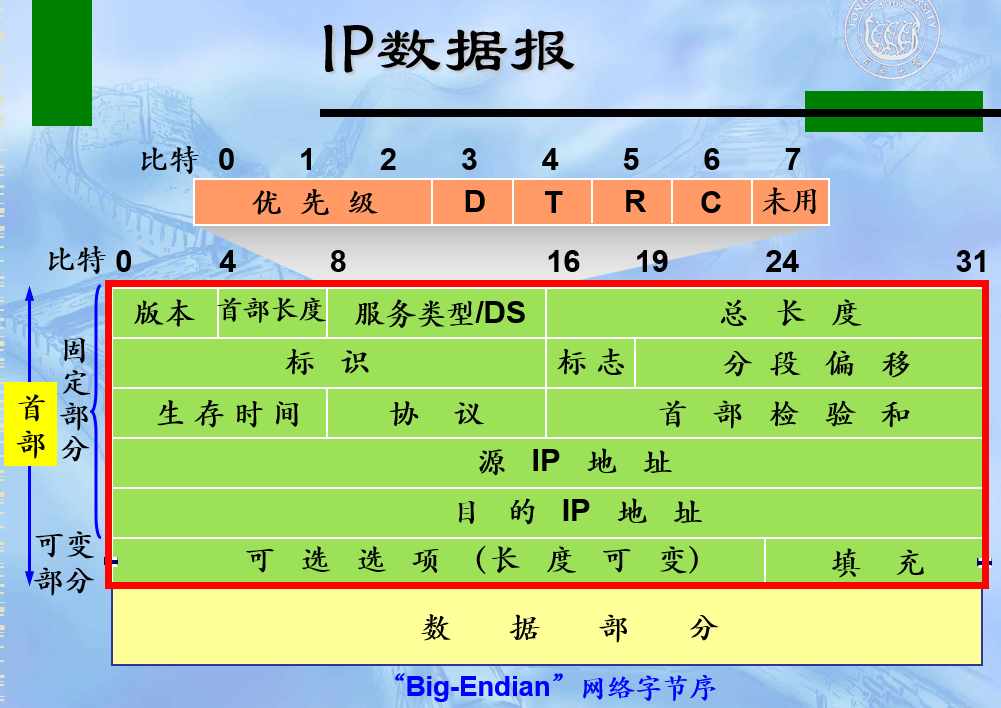 IP数据报
比特 0 1 2 3 4 5 6 7
优先级 D T R C 未用
比特 0 4 8 16 19 24 31
版本 首部长度 服务类型/DS 总长度
标识 标志 分段偏移
生存时间 协议 首部检验和
源IP地址
目的IP地址
可选选项(长度可变) 填充
数据部分
首部
固定部分
可变部分
“Big-Endian”网络字节序